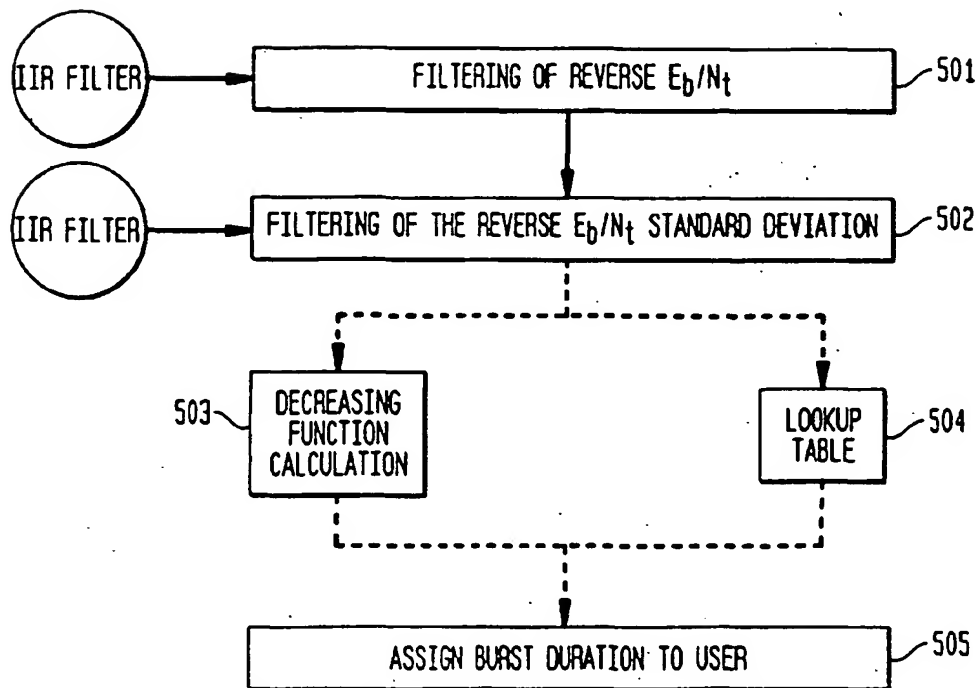 IIR FILTER
FILTERING OF REVERSE Eb/Nt
501
IIR FILTER
FILTERING OF THE REVERSE Eb/Nt STANDARD DEVIATION
502
503
DECREASING
FUNCTION
CALCULATION
LOOKUP
TABLE
504
ASSIGN BURST DURATION TO USER
505